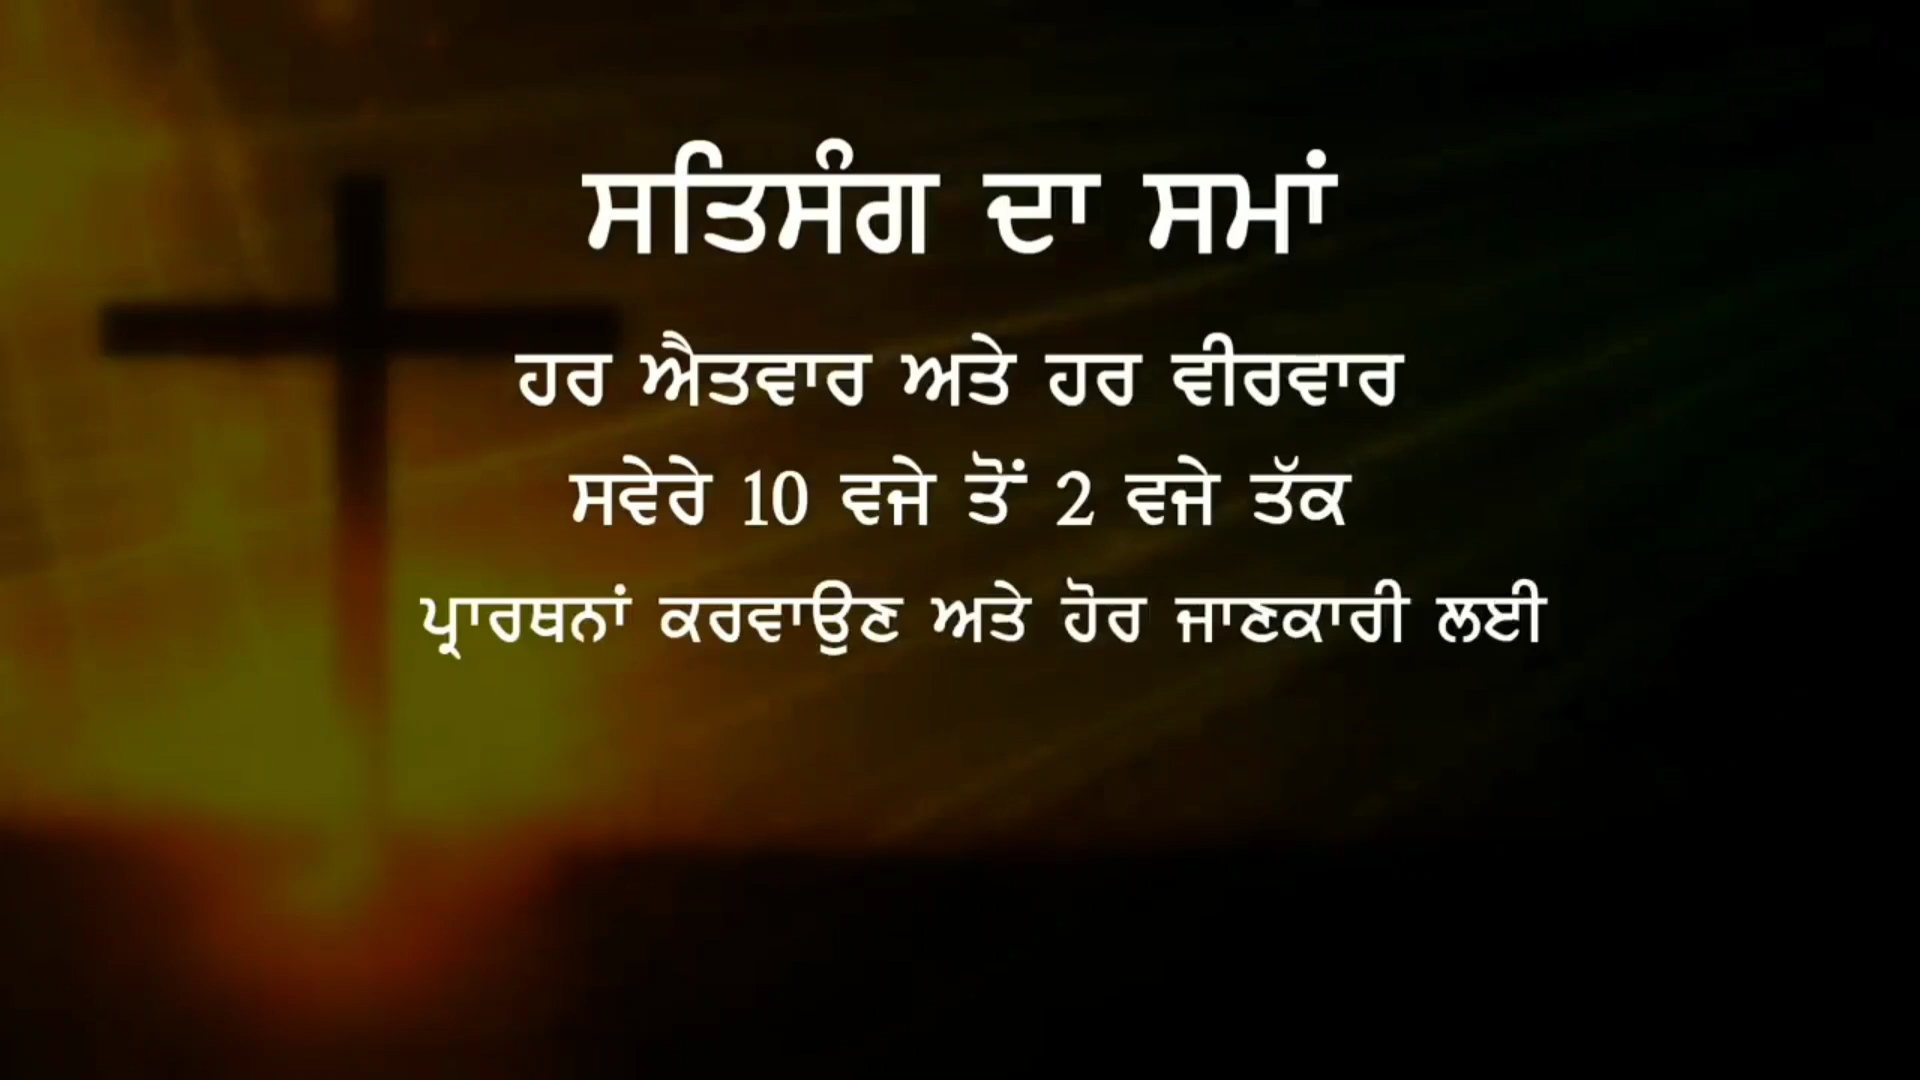 ਸਤਿਸੰਗ ਦਾ ਸਮਾਂ
ਹਰ ਐਤਵਾਰ ਅਤੇ ਹਰ ਵੀਰਵਾਰ
ਸਵੇਰੇ 10 ਵਜੇ ਤੋਂ 2 ਵਜੇ ਤੱਕ
ਪ੍ਰਾਰਥਨਾਂ ਕਰਵਾਉਣ ਅਤੇ ਹੋਰ ਜਾਣਕਾਰੀ ਲਈ